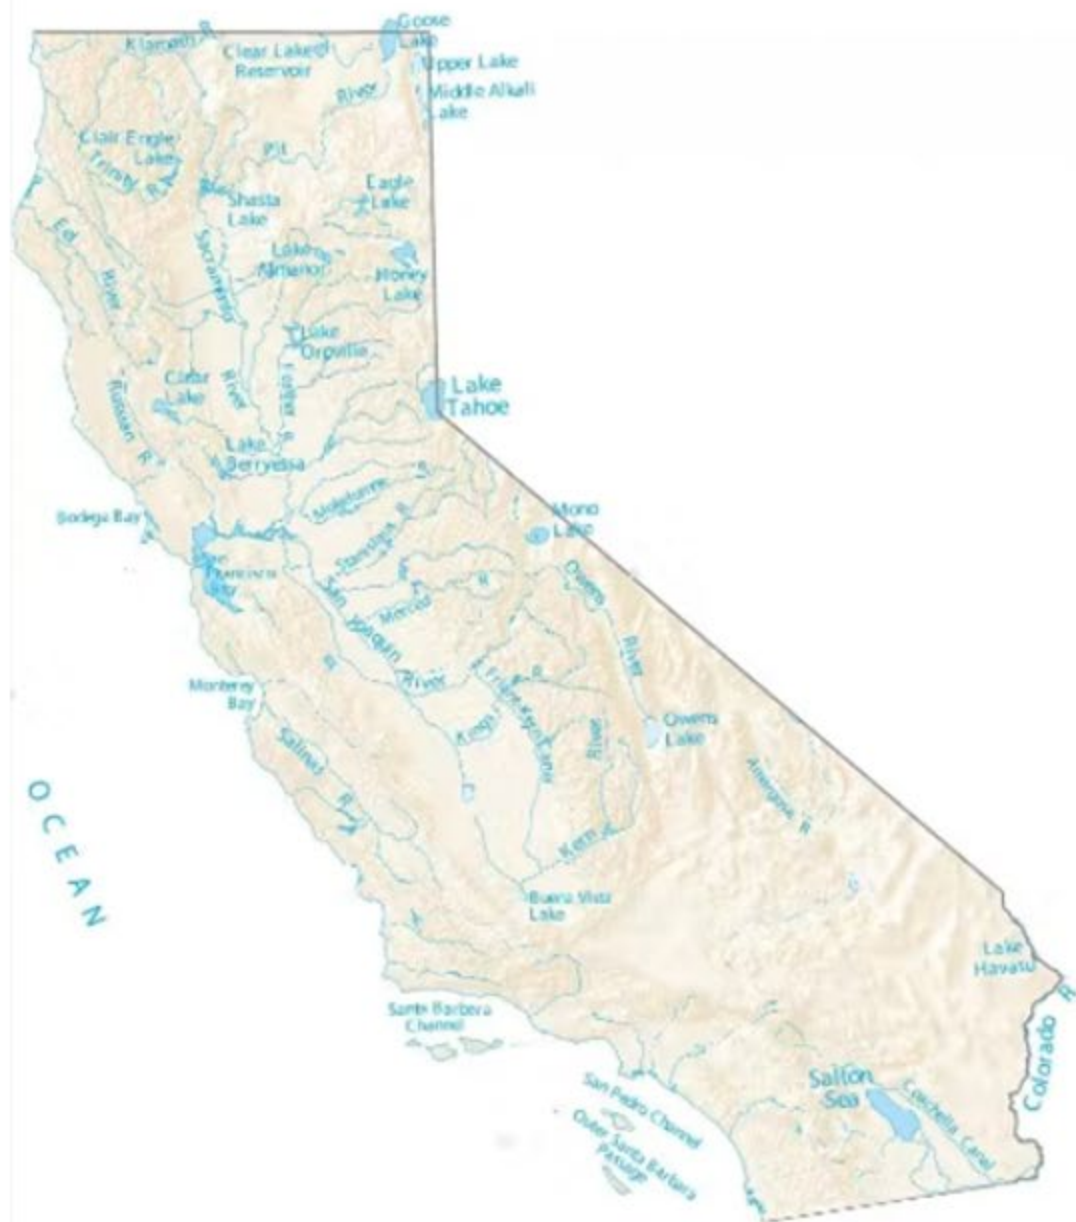 Goose
Lake
Klamath R
Clear Lake
Reservoir
Upper Lake
Middle Alkali
Lake
River
Pit
Clair Engle
Lake
Trinity R
Eagle
Lake
Shasta
Lake
Eel
River
Sacramento
River
Lake
Almanor
Honey
Lake
Lake
Oroville
Feather R
Clear
Lake
Lake
Tahoe
Russian R
Lake
Berryessa
Mokelumne
R
Bodega Bay
Mono
Lake
Stanislaus R
San
Francisco
Bay
Merced
R
San Joaquin
River
Owens
River
Monterey
Bay
Friant Kern Canal
R
Kings
River
Owens
Lake
Salinas
R
Amargosa R
OCEAN
Kern
Buena Vista
Lake
Lake
Havasu
Colorado R
Santa Barbara
Channel
San Pedro Channel
Outer Santa Barbara
Passage
Salton
Sea
Coachella Canal